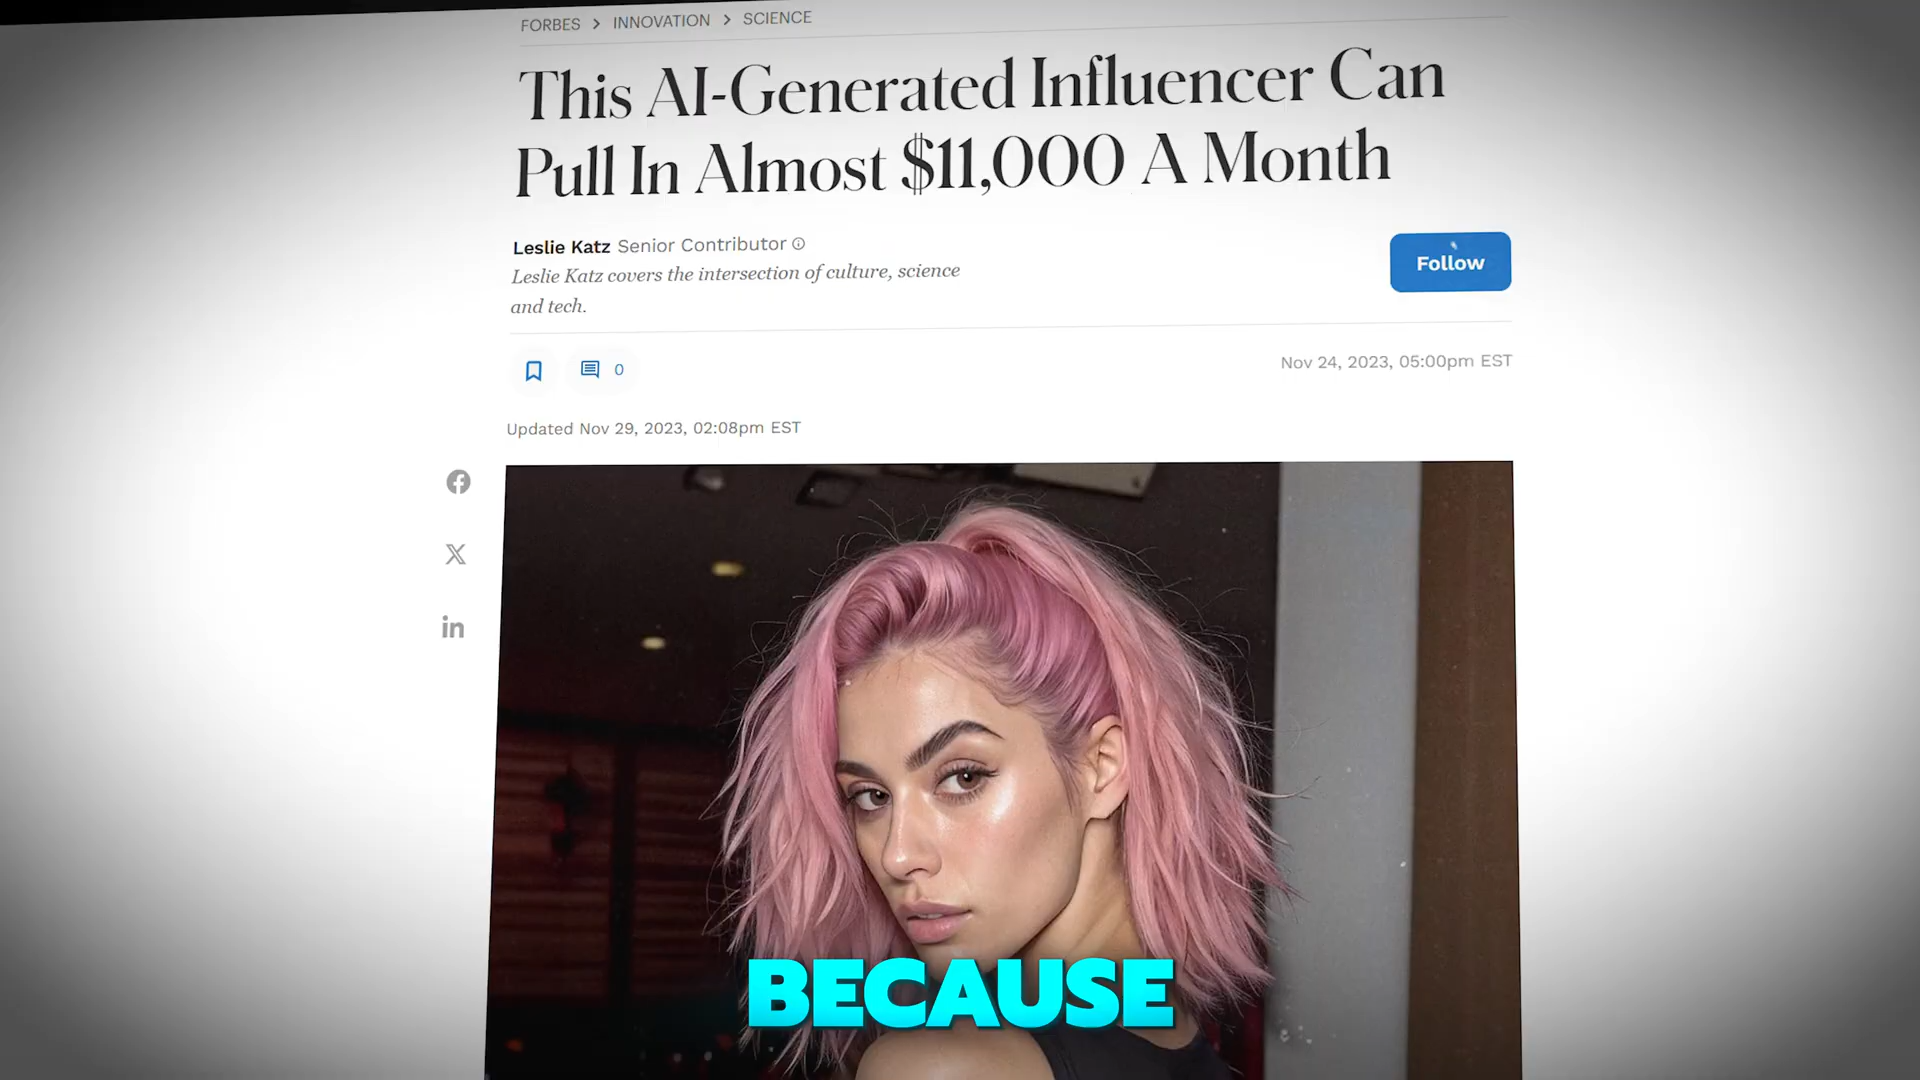 FORBES > INNOVATION > SCIENCE
This AI-Generated Influencer Can
Pull In Almost $11,000 A Month
Leslie Katz Senior Contributor
Leslie Katz covers the intersection of culture, science
and tech.
Follow
0
Nov 24, 2023, 05:00pm EST
Updated Nov 29, 2023, 02:08pm EST
BECAUSE